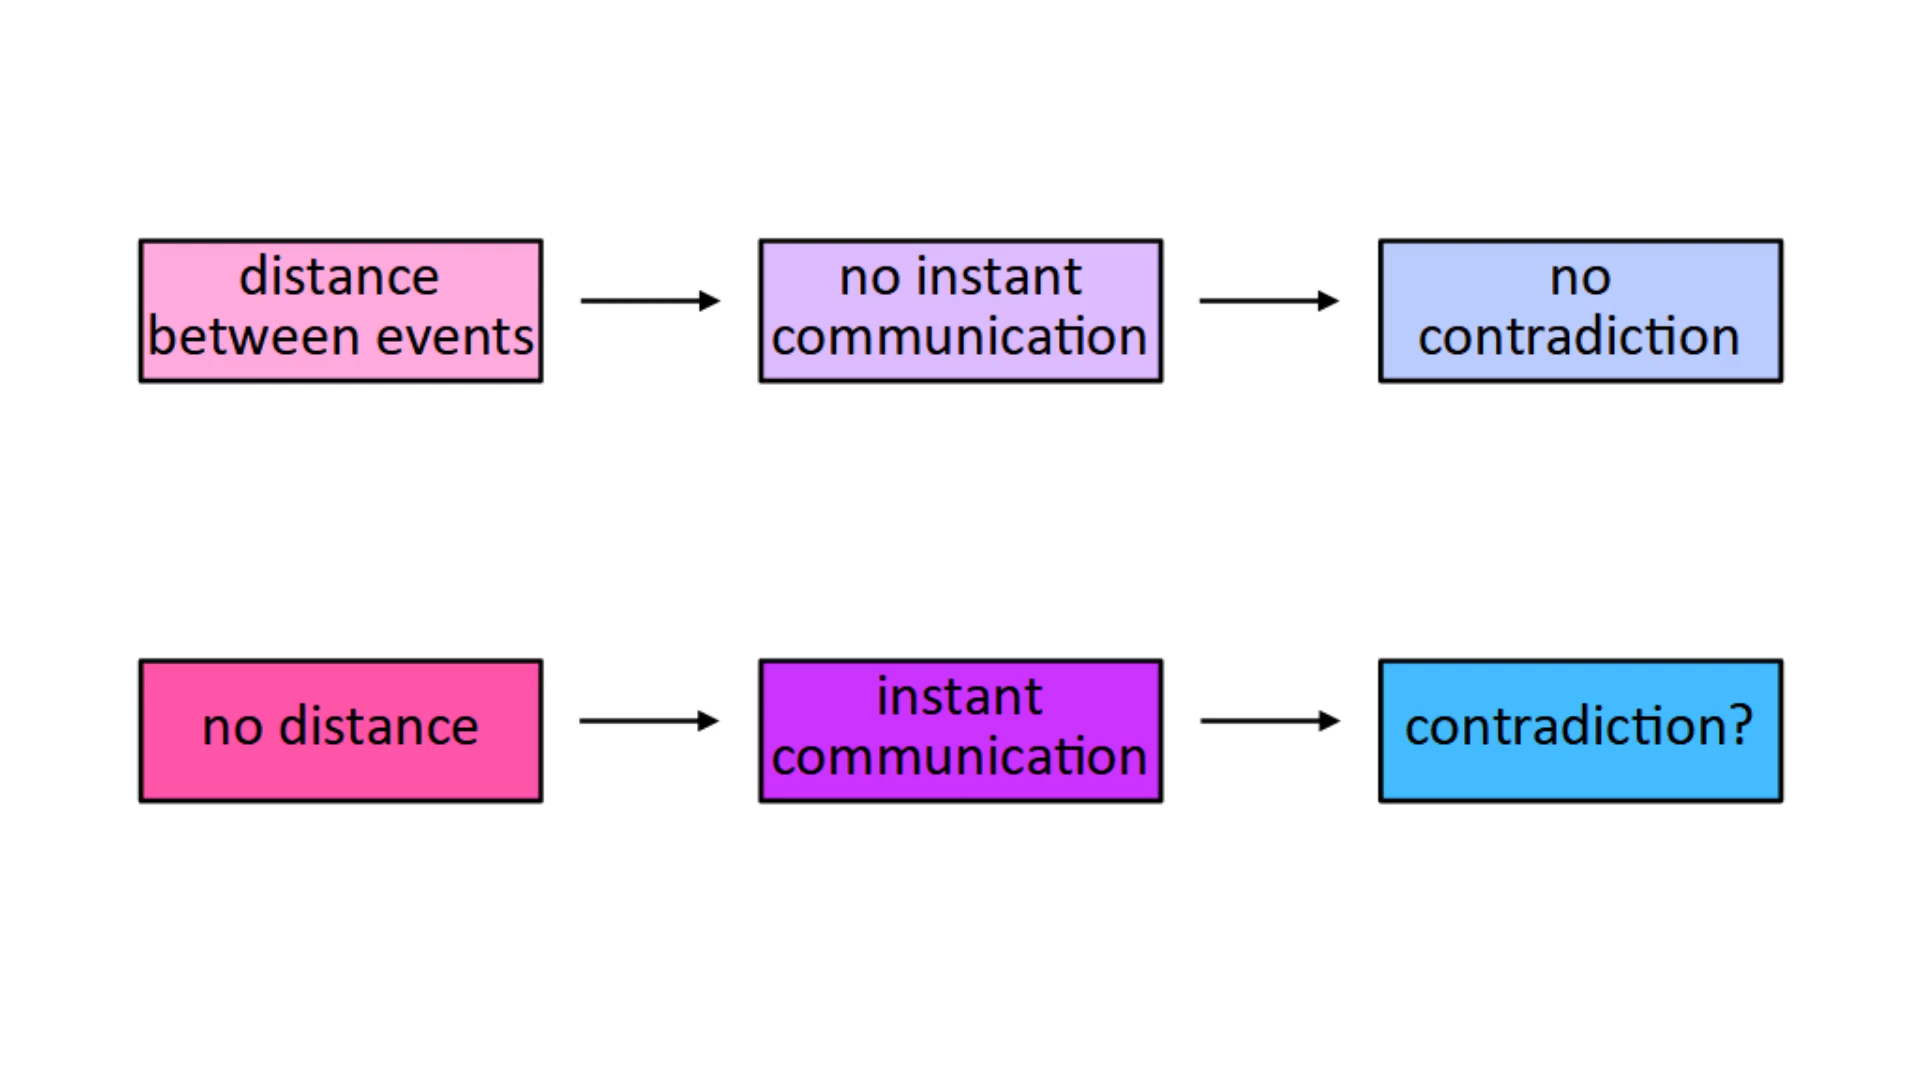 distance
between events
no instant
communication
no
contradiction
no distance
instant
communication
contradiction?